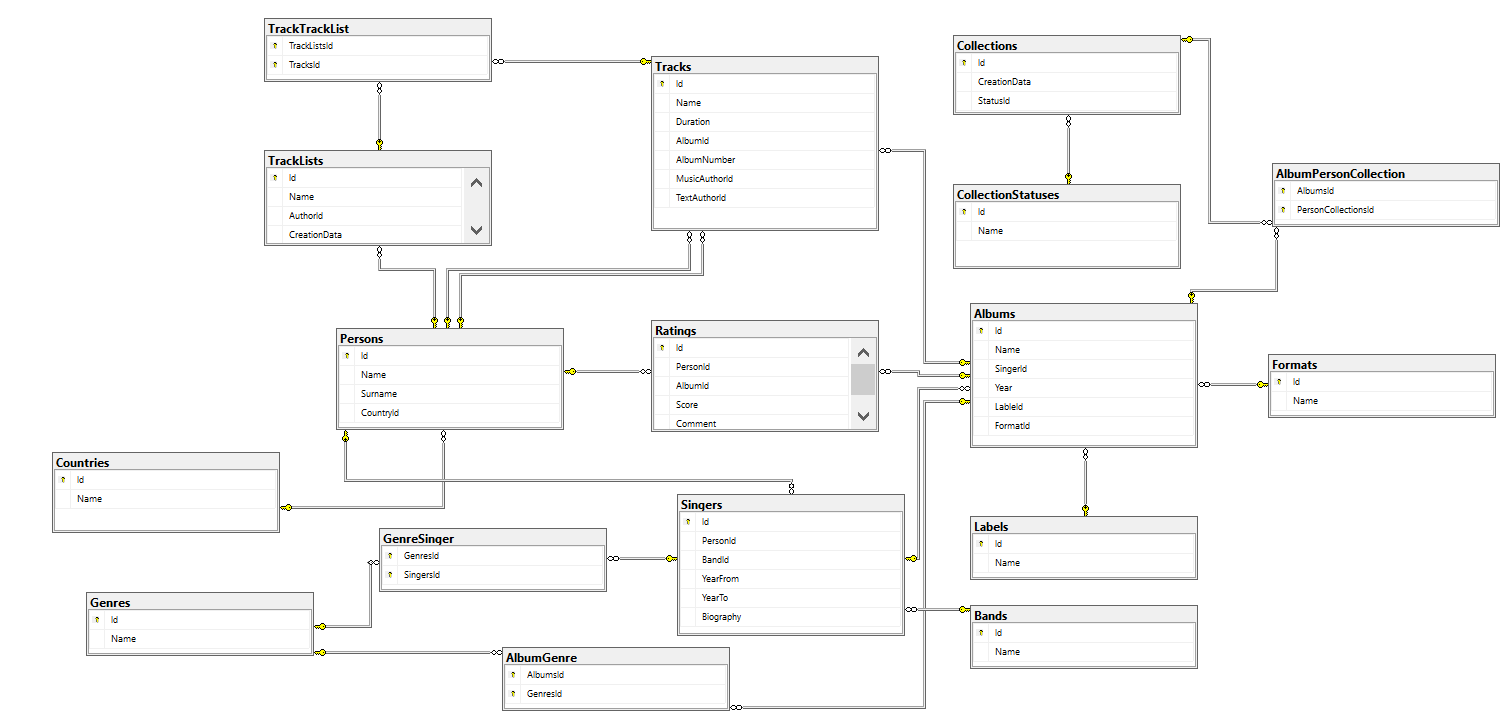 TrackTrackList
TrackListsId
TracksId
Tracks
Id
Name
Duration
AlbumId
AlbumNumber
MusicAuthorId
TextAuthorId
Collections
Id
CreationData
StatusId
TrackLists
Id
Name
AuthorId
CreationData
CollectionStatuses
Id
Name
AlbumPersonCollection
AlbumsId
PersonCollectionsId
Persons
Id
Name
Surname
CountryId
Ratings
Id
PersonId
AlbumId
Score
Comment
Albums
Id
Name
SingerId
Year
LableId
FormatId
Formats
Id
Name
Countries
Id
Name
Singers
Id
PersonId
BandId
YearFrom
YearTo
Biography
Labels
Id
Name
GenreSinger
GenresId
SingersId
Genres
Id
Name
Bands
Id
Name
AlbumGenre
AlbumsId
GenresId